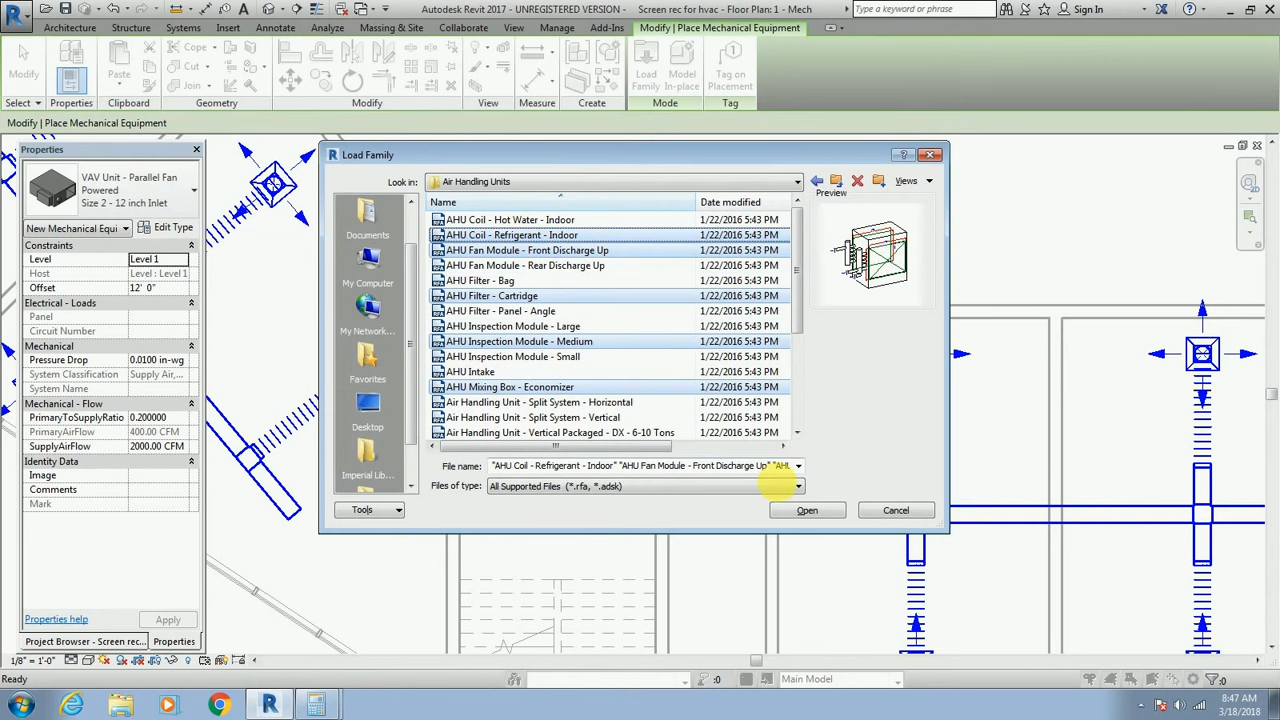 Autodesk Revit 2017 - UNREGISTERED VERSION - Screen rec for hvac - Floor Plan: 1 - Mech
Type a keyword or phrase
Sign In
Architecture Structure Systems Insert Annotate Analyze Massing & Site Collaborate View Manage Add-Ins Modify | Place Mechanical Equipment
Modify
Properties
Paste
Cope
Cut
Join
Load Family
Model In-place
Tag on Placement
Select Properties Clipboard Geometry Modify View Measure Create Mode Tag
Modify | Place Mechanical Equipment
Properties
VAV Unit - Parallel Fan
Powered
Size 2 - 12 inch Inlet
New Mechanical Equi
Edit Type
Constraints
Level Level 1
Host Level : Level 1
Offset 12' 0"
Electrical - Loads
Panel
Circuit Number
Mechanical
Pressure Drop 0.0100 in-wg
System Classification Supply Air,...
System Name
Mechanical - Flow
PrimaryToSupplyRatio 0.200000
PrimaryAirFlow 400.00 CFM
SupplyAirFlow 2000.00 CFM
Identity Data
Image
Comments
Mark
Properties help
Apply
Project Browser - Screen rec... Properties
Load Family
Look in: Air Handling Units
Views
Preview
Documents
My Computer
My Network...
Favorites
Desktop
Imperial Lib...
Name Date modified
AHU Coil - Hot Water - Indoor 1/22/2016 5:43 PM
AHU Coil - Refrigerant - Indoor 1/22/2016 5:43 PM
AHU Fan Module - Front Discharge Up 1/22/2016 5:43 PM
AHU Fan Module - Rear Discharge Up 1/22/2016 5:43 PM
AHU Filter - Bag 1/22/2016 5:43 PM
AHU Filter - Cartridge 1/22/2016 5:43 PM
AHU Filter - Panel - Angle 1/22/2016 5:43 PM
AHU Inspection Module - Large 1/22/2016 5:43 PM
AHU Inspection Module - Medium 1/22/2016 5:43 PM
AHU Inspection Module - Small 1/22/2016 5:43 PM
AHU Intake 1/22/2016 5:43 PM
AHU Mixing Box - Economizer 1/22/2016 5:43 PM
Air Handling Unit - Split System - Horizontal 1/22/2016 5:43 PM
Air Handling Unit - Split System - Vertical 1/22/2016 5:43 PM
Air Handling Unit - Vertical Packaged - DX - 6-10 Tons 1/22/2016 5:43 PM
File name: "AHU Coil - Refrigerant - Indoor" "AHU Fan Module - Front Discharge Up" "AHU
Files of type: All Supported Files (*.rfa, *.adsk)
Tools
Open
Cancel
1/8" = 1'-0"
Ready
:0
Main Model
:0
8:47 AM
3/18/2018